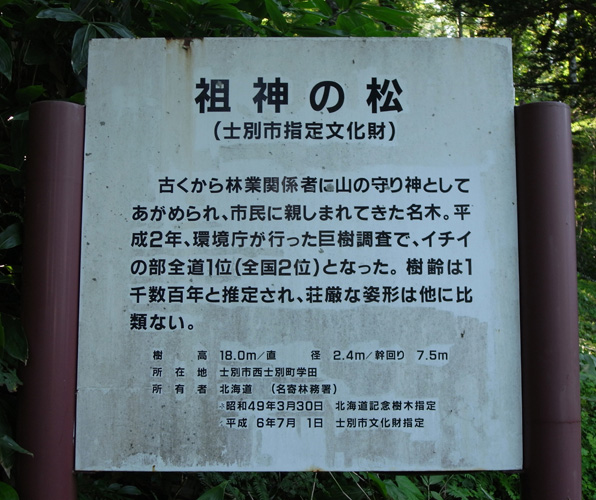 祖神の松
(士別市指定文化財)
古くから林業関係者に山の守り神として
あがめられ、市民に親しまれてきた名木。平
成2年、環境庁が行った巨樹調査で、イチイ
の部全道1位(全国2位)となった。樹齢は1
千数百年と推定され、荘厳な姿形は他に比
類ない。
樹 高 18.0m/直 径 2.4m/幹回り 7.5m
所 在 地 士別市西士別町学田
所 有 者 北海道 (名寄林務署)
昭和49年3月30日 北海道記念樹木指定
平成 6年7月 1日 士別市文化財指定